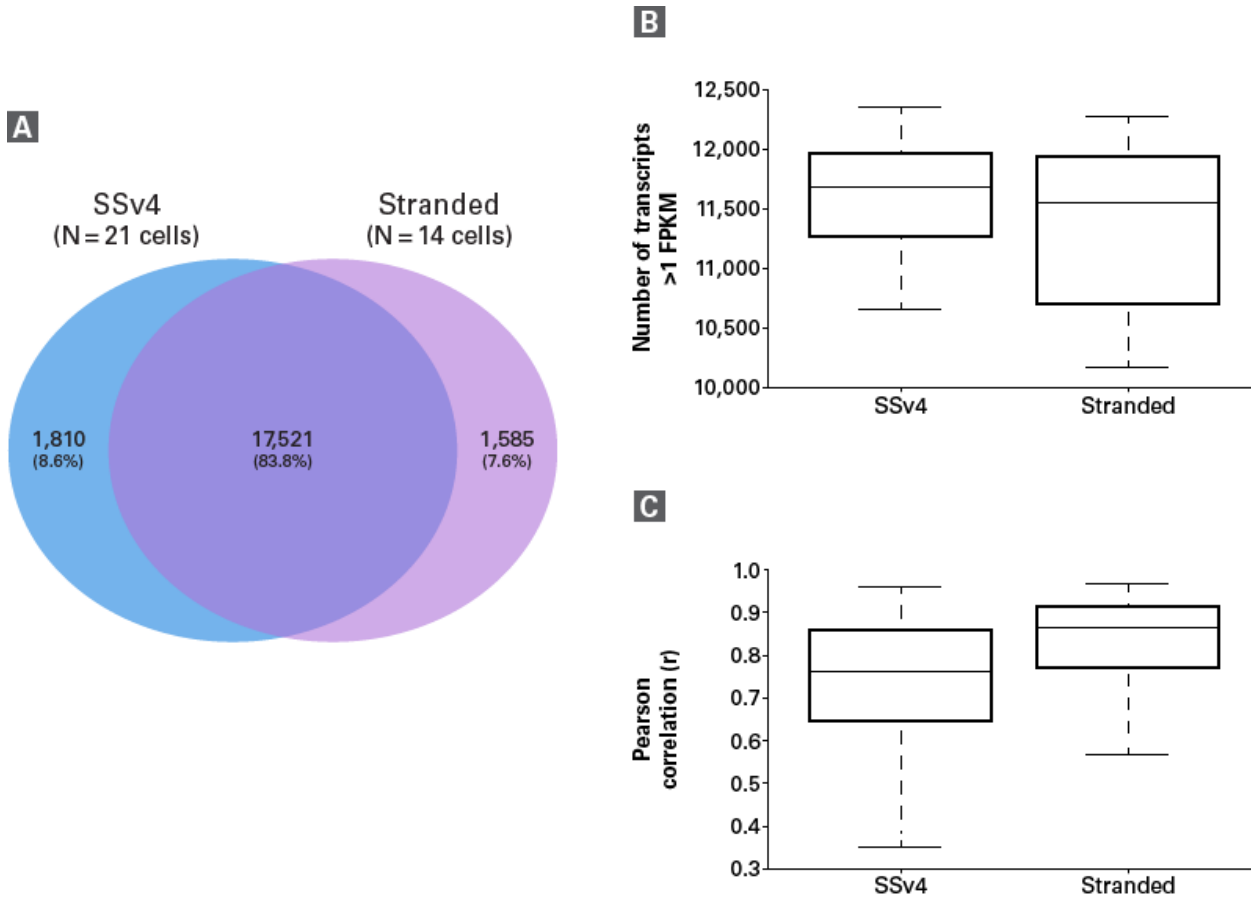 A
SSv4
(N = 21 cells)
Stranded
(N = 14 cells)
1,810
(8.6%)
17,521
(83.8%)
1,585
(7.6%)
B
Number of transcripts
>1 FPKM
12,500
12,000
11,500
11,000
10,500
10,000
SSv4
Stranded
C
Pearson
correlation (r)
1.0
0.9
0.8
0.7
0.6
0.5
0.4
0.3
SSv4
Stranded